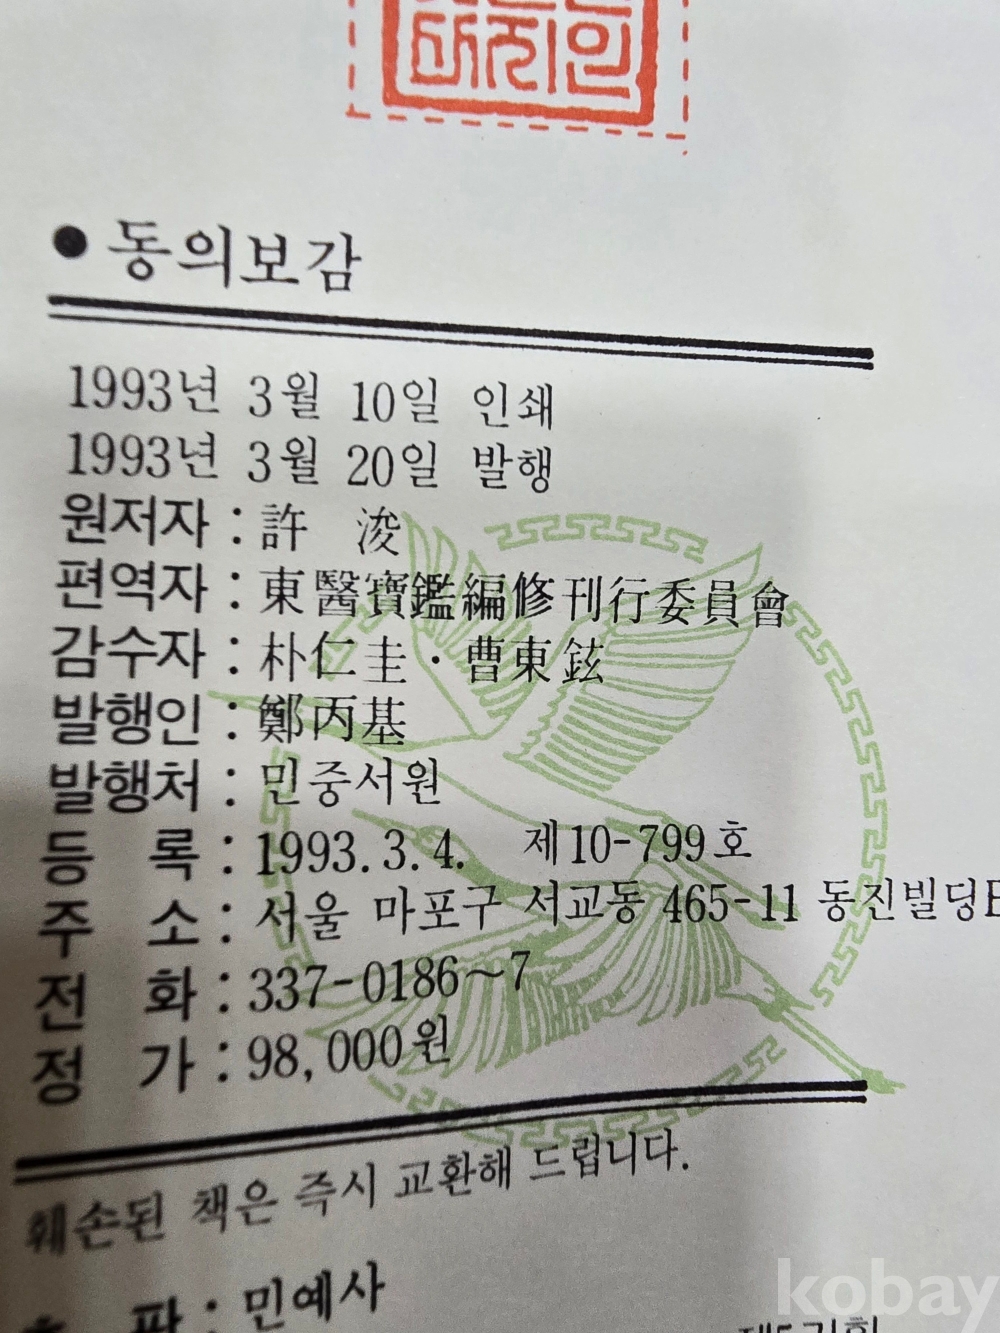 ● 동의보감
1993년 3월 10일 인쇄
1993년 3월 20일 발행
원저자 : 許 浚
편역자 : 東醫寶鑑編修刊行委員會
감수자 : 朴仁圭·曹東鉉
발행인 : 鄭丙基
발행처 : 민중서원
등 록 : 1993. 3. 4. 제10-799호
주 소 : 서울 마포구 서교동 465-11 동진빌딩
전 화 : 337-0186~7
정 가 : 98,000원
훼손된 책은 즉시 교환해 드립니다.
판 : 민예사
kobay